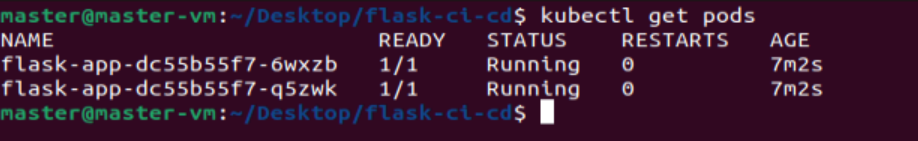 master@master-vm:~/Desktop/flask-ci-cd$ kubectl get pods
NAME                        READY   STATUS    RESTARTS   AGE
flask-app-dc55b55f7-6wxzb   1/1     Running   0          7m2s
flask-app-dc55b55f7-q5zwk   1/1     Running   0          7m2s
master@master-vm:~/Desktop/flask-ci-cd$